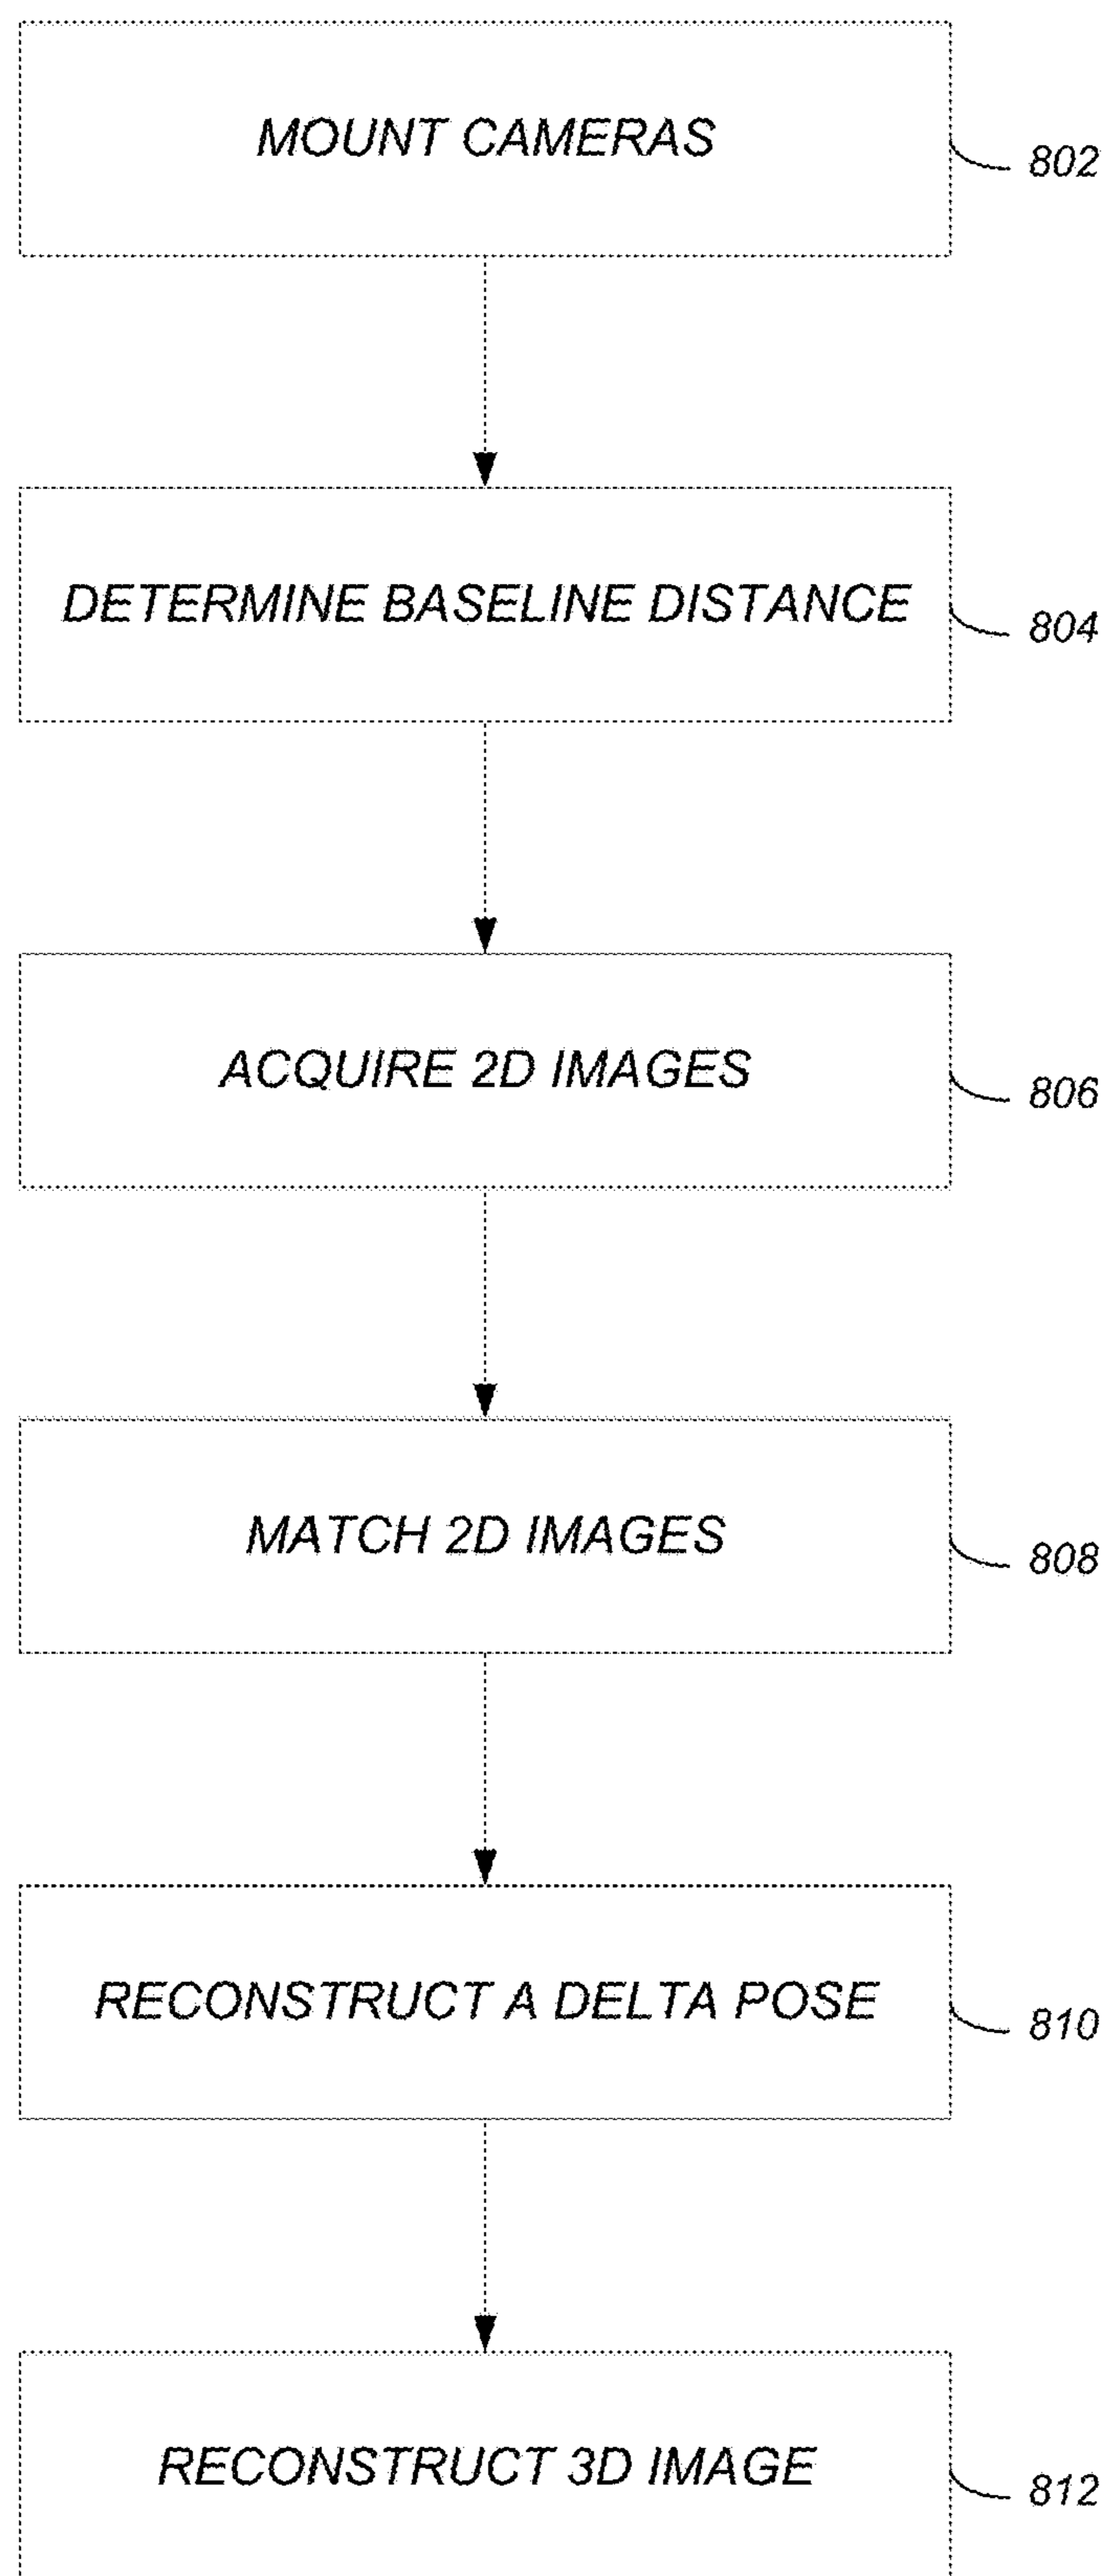 MOUNT CAMERAS
802
DETERMINE BASELINE DISTANCE
804
ACQUIRE 2D IMAGES
806
MATCH 2D IMAGES
808
RECONSTRUCT A DELTA POSE
810
RECONSTRUCT 3D IMAGE
812